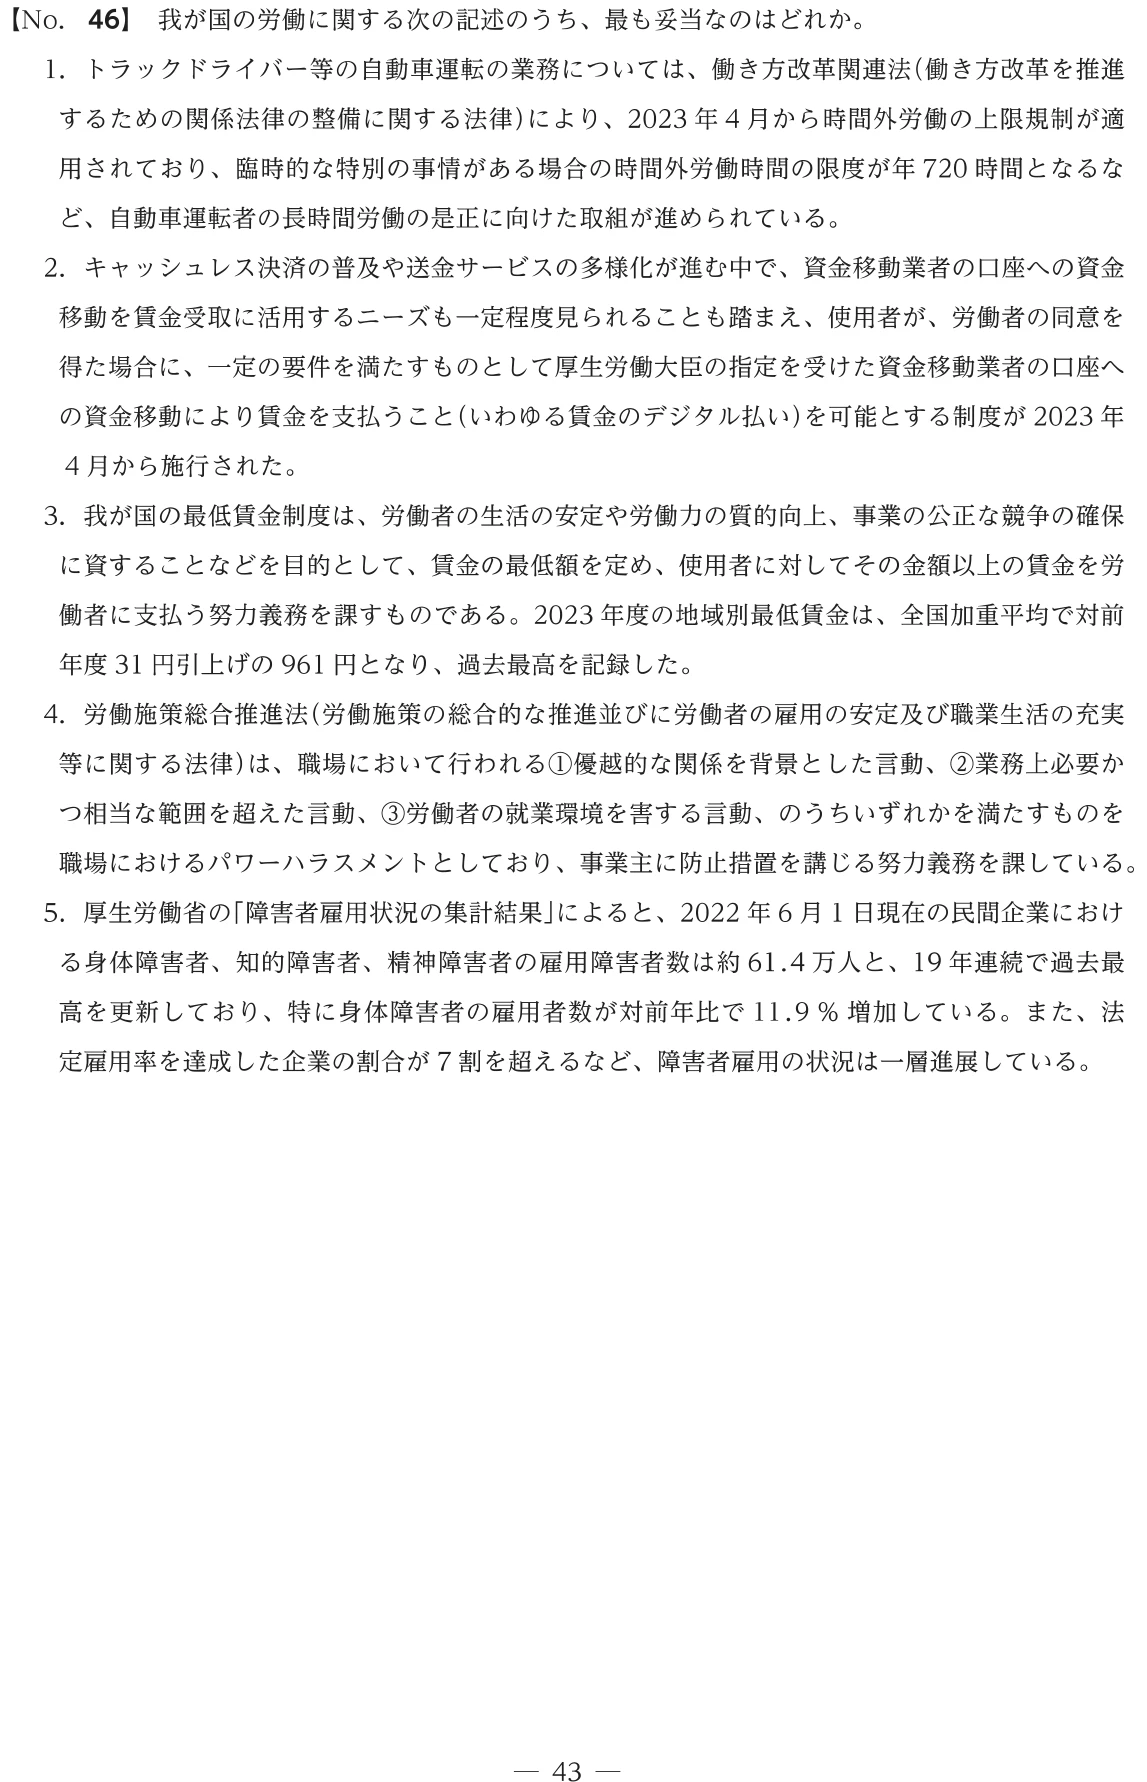 【No. 46】 我が国の労働に関する次の記述のうち、最も妥当なのはどれか。
1. トラックドライバー等の自動車運転の業務については、働き方改革関連法(働き方改革を推進
するための関係法律の整備に関する法律)により、2023 年 4 月から時間外労働の上限規制が適
用されており、臨時的な特別の事情がある場合の時間外労働時間の限度が年 720 時間となるな
ど、自動車運転者の長時間労働の是正に向けた取組が進められている。
2. キャッシュレス決済の普及や送金サービスの多様化が進む中で、資金移動業者の口座への資金
移動を賃金受取に活用するニーズも一定程度見られることも踏まえ、使用者が、労働者の同意を
得た場合に、一定の要件を満たすものとして厚生労働大臣の指定を受けた資金移動業者の口座へ
の資金移動により賃金を支払うこと(いわゆる賃金のデジタル払い)を可能とする制度が 2023 年
4 月から施行された。
3. 我が国の最低賃金制度は、労働者の生活の安定や労働力の質的向上、事業の公正な競争の確保
に資することなどを目的として、賃金の最低額を定め、使用者に対してその金額以上の賃金を労
働者に支払う努力義務を課すものである。2023 年度の地域別最低賃金は、全国加重平均で対前
年度 31 円引上げの 961 円となり、過去最高を記録した。
4. 労働施策総合推進法(労働施策の総合的な推進並びに労働者の雇用の安定及び職業生活の充実
等に関する法律)は、職場において行われる①優越的な関係を背景とした言動、②業務上必要か
つ相当な範囲を超えた言動、③労働者の就業環境を害する言動、のうちいずれかを満たすものを
職場におけるパワーハラスメントとしており、事業主に防止措置を講じる努力義務を課している。
5. 厚生労働省の「障害者雇用状況の集計結果」によると、2022 年 6 月 1 日現在の民間企業におけ
る身体障害者、知的障害者、精神障害者の雇用障害者数は約 61.4 万人と、19 年連続で過去最
高を更新しており、特に身体障害者の雇用者数が対前年比で 11.9 % 増加している。また、法
定雇用率を達成した企業の割合が 7 割を超えるなど、障害者雇用の状況は一層進展している。
— 43 —